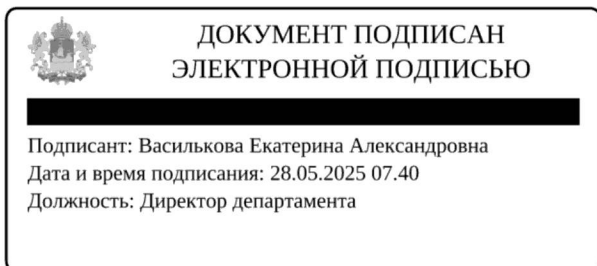 ДОКУМЕНТ ПОДПИСАН
ЭЛЕКТРОННОЙ ПОДПИСЬЮ
Подписант: Василькова Екатерина Александровна
Дата и время подписания: 28.05.2025 07.40
Должность: Директор департамента